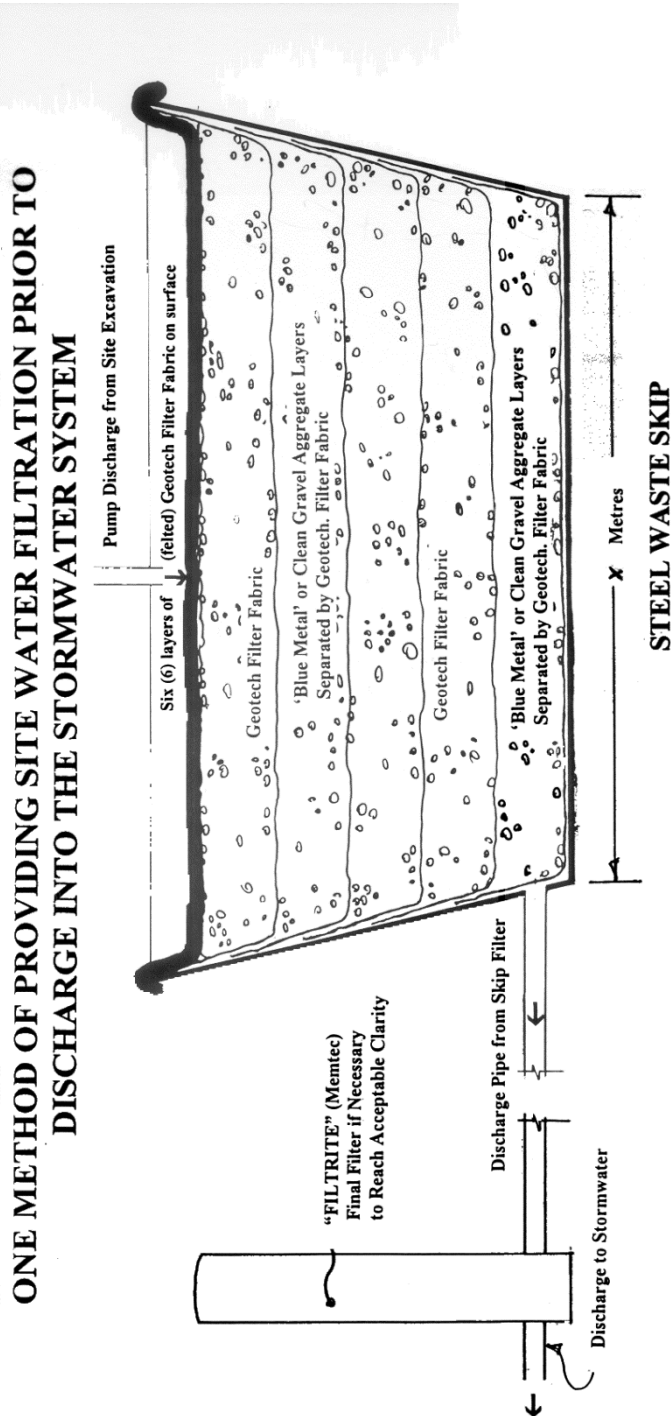 ONE METHOD OF PROVIDING SITE WATER FILTRATION PRIOR TO
DISCHARGE INTO THE STORMWATER SYSTEM
Pump Discharge from Site Excavation
Six (6) layers of (felted) Geotech Filter Fabric on surface
Geotech Filter Fabric
'Blue Metal' or Clean Gravel Aggregate Layers
Separated by Geotech. Filter Fabric
Geotech Filter Fabric
'Blue Metal' or Clean Gravel Aggregate Layers
Separated by Geotech. Filter Fabric
"FILTRITE" (Memtec)
Final Filter if Necessary
to Reach Acceptable Clarity
Discharge Pipe from Skip Filter
Discharge to Stormwater
x Metres
STEEL WASTE SKIP